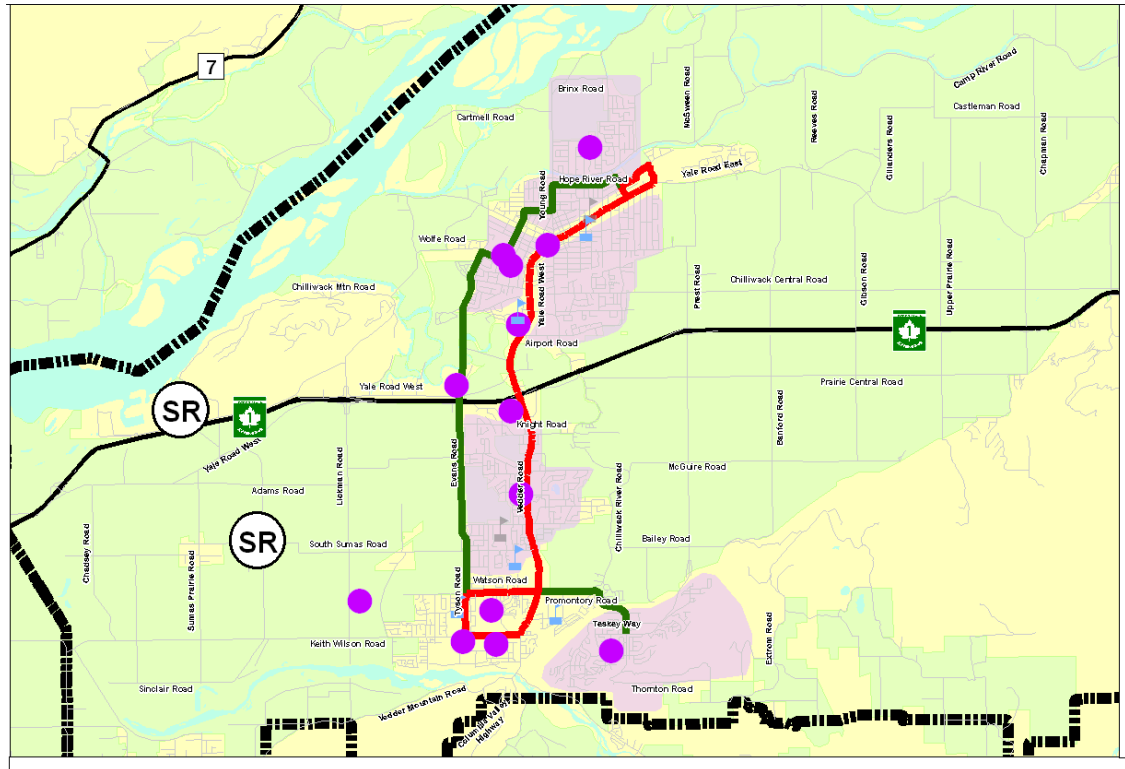 7
Brinx Road
McSween Road
Reeves Road
Camp River Road
Castleman Road
Cartmell Road
Gillanders Road
Chapman Road
Hope River Road
Yale Road East
Young Road
Wolfe Road
Chilliwack Mtn Road
Yale Road West
Prest Road
Chilliwack Central Road
Gibson Road
Upper Prairie Road
1
Airport Road
Yale Road West
Prairie Central Road
SR
1
Knight Road
Banford Road
Yale Road West
Evans Road
Lickman Road
McGuire Road
Adams Road
Vedder Road
Chilliwack River Road
SR
South Sumas Road
Bailey Road
Chadsey Road
Sumas Prairie Road
Watson Road
Tyson Road
Promontory Road
Teskey Way
Keith Wilson Road
Extrom Road
Sinclair Road
Thornton Road
Vedder Mountain Road
Columbia Valley
Highway